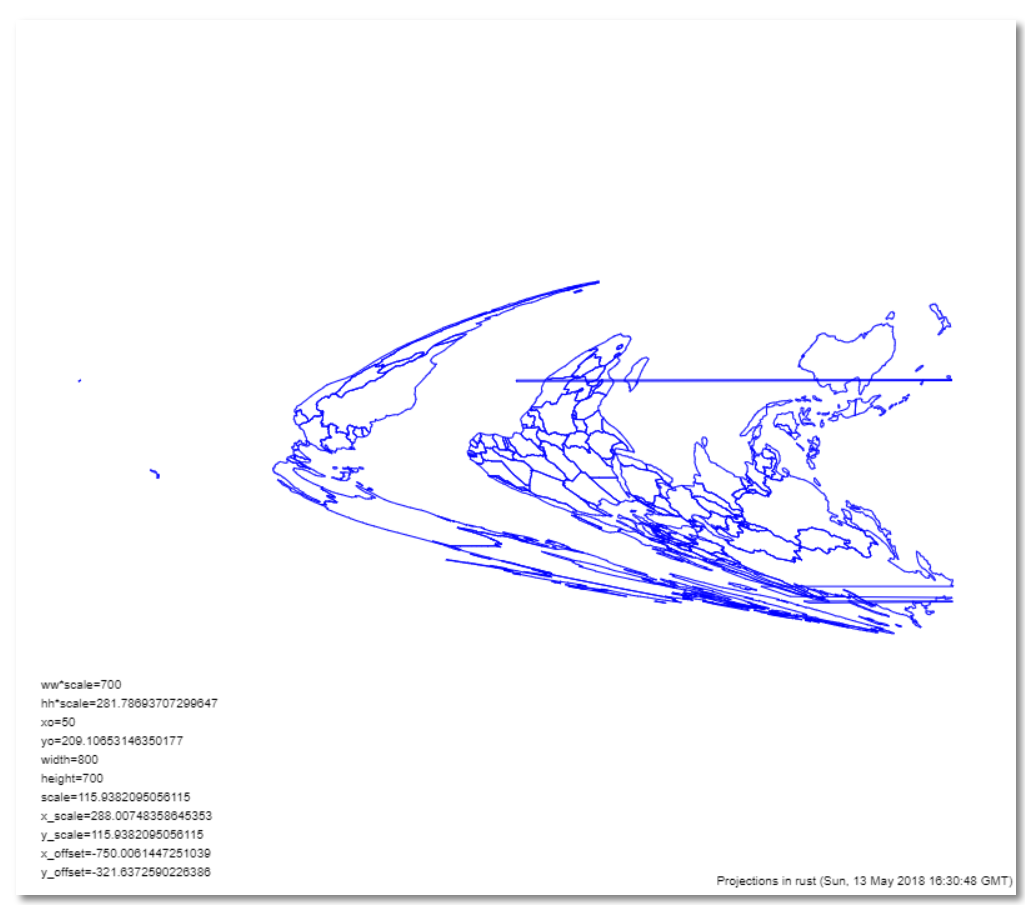 ww*scale=700
hh*scale=281.78693707299647
xo=50
yo=209.10653146350177
width=800
height=700
scale=115.9382095056115
x_scale=288.00748358645353
y_scale=115.9382095056115
x_offset=-750.0061447251039
y_offset=-321.6372590226386
Projections in rust (Sun, 13 May 2018 16:30:48 GMT)